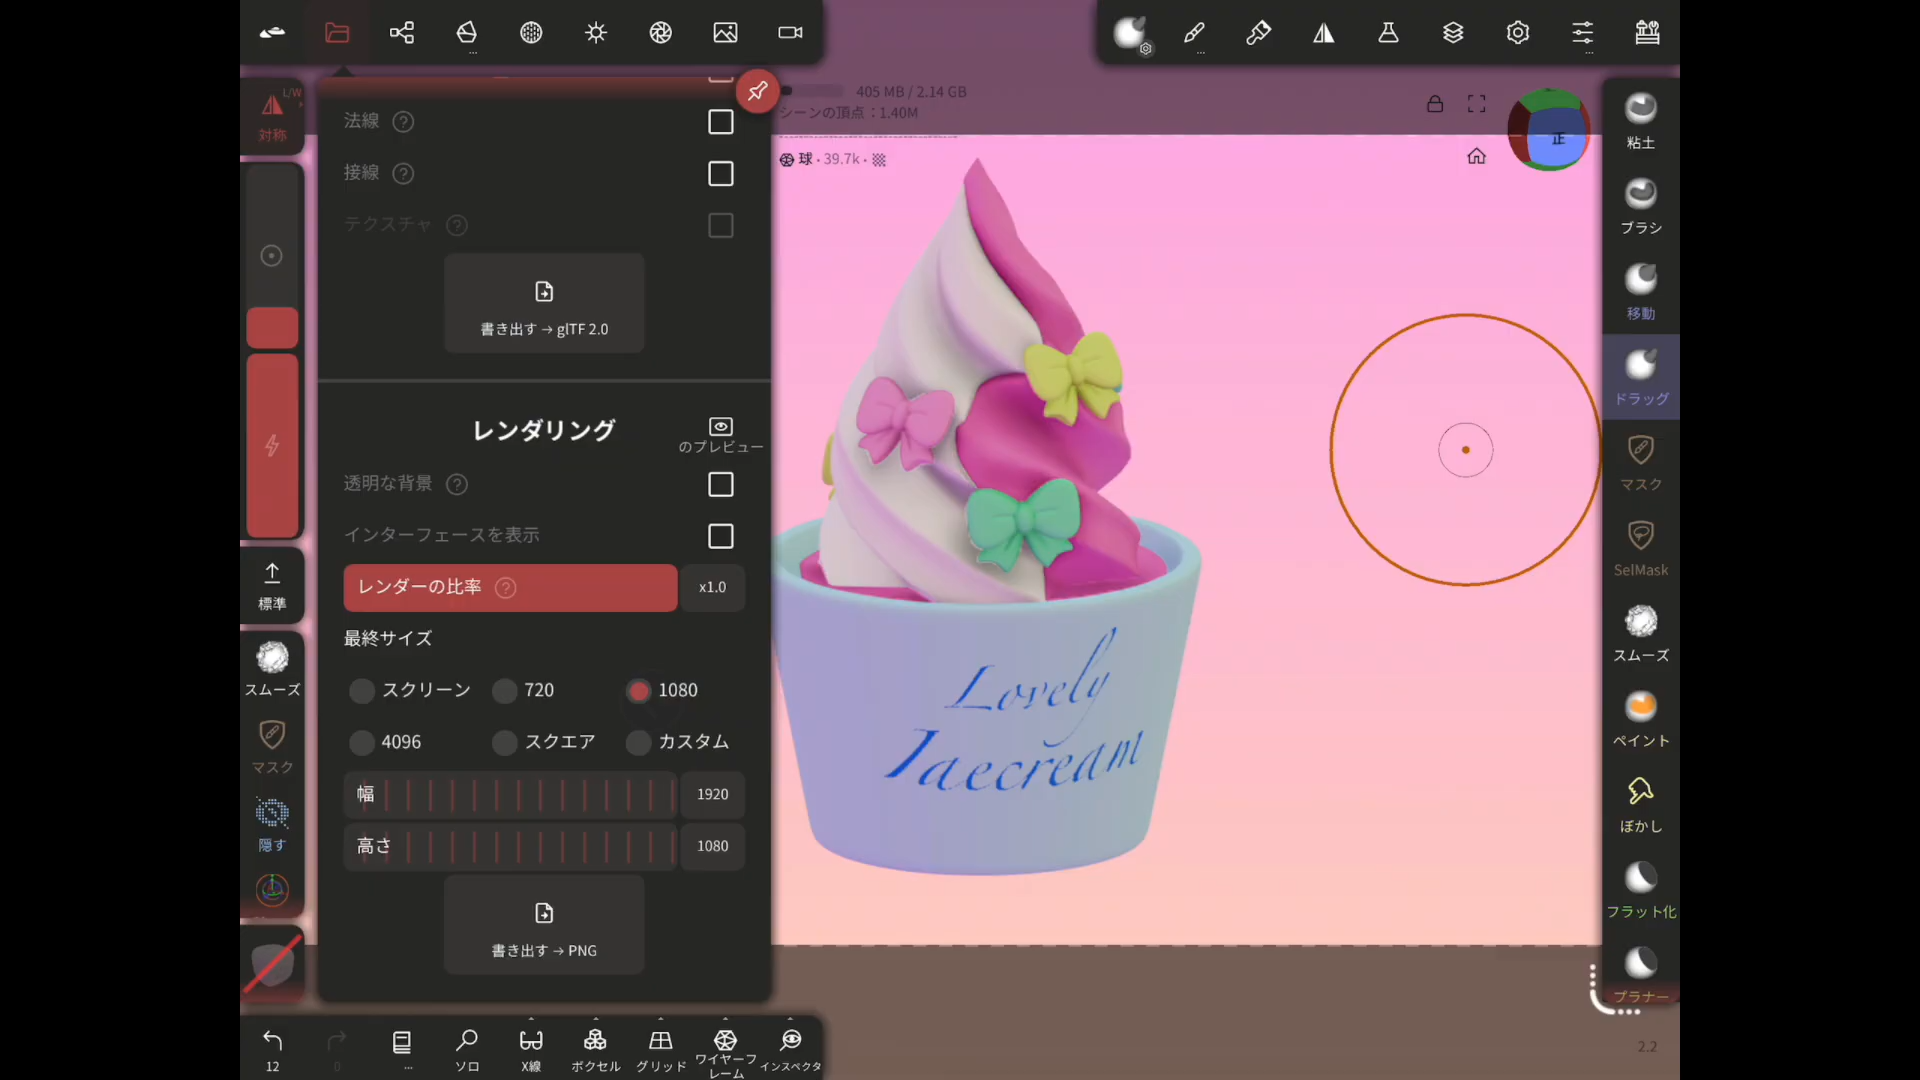 L/W
対称
標準
スムーズ
マスク
隠す
法線
接線
テクスチャ
書き出す → glTF 2.0
レンダリング
のプレビュー
透明な背景
インターフェースを表示
レンダーの比率
x1.0
最終サイズ
スクリーン
720
1080
4096
スクエア
カスタム
幅
1920
高さ
1080
書き出す → PNG
405 MB / 2.14 GB
シーンの頂点：1.40M
球 · 39.7k ·
正
Lovely
Iaecream
粘土
ブラシ
移動
ドラッグ
マスク
SelMask
スムーズ
ペイント
ぼかし
フラット化
プラナー
2.2
12
0
...
ソロ
X線
ボクセル
グリッド
ワイヤーフ
レーム
インスペクタ